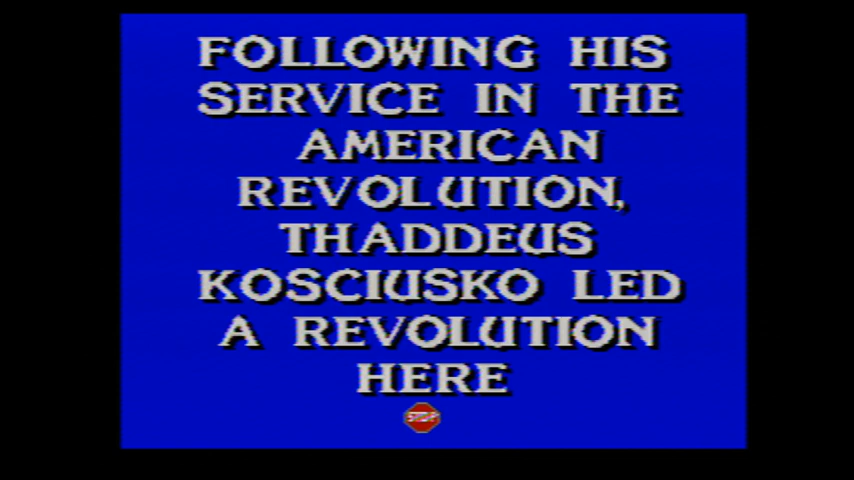 FOLLOWING HIS
SERVICE IN THE
AMERICAN
REVOLUTION,
THADDEUS
KOSCIUSKO LED
A REVOLUTION
HERE
STOP